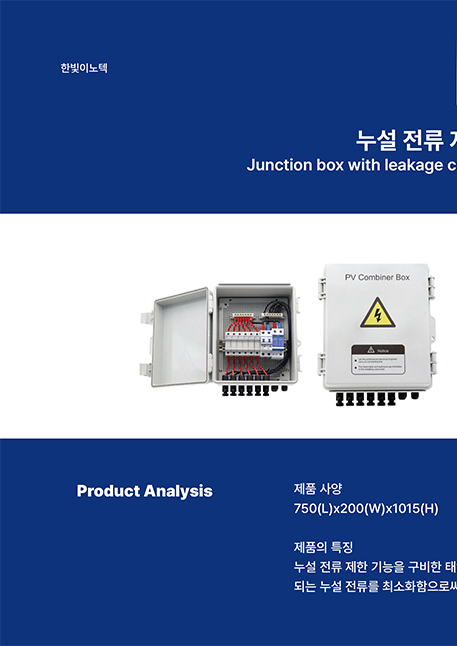 한빛이노텍
누설 전류
Junction box with leakage
PV Combiner Box
Notice
Product Analysis
제품 사양
750(L)x200(W)x1015(H)
제품의 특징
누설 전류 제한 기능을 구비한 태
되는 누설 전류를 최소화함으로써